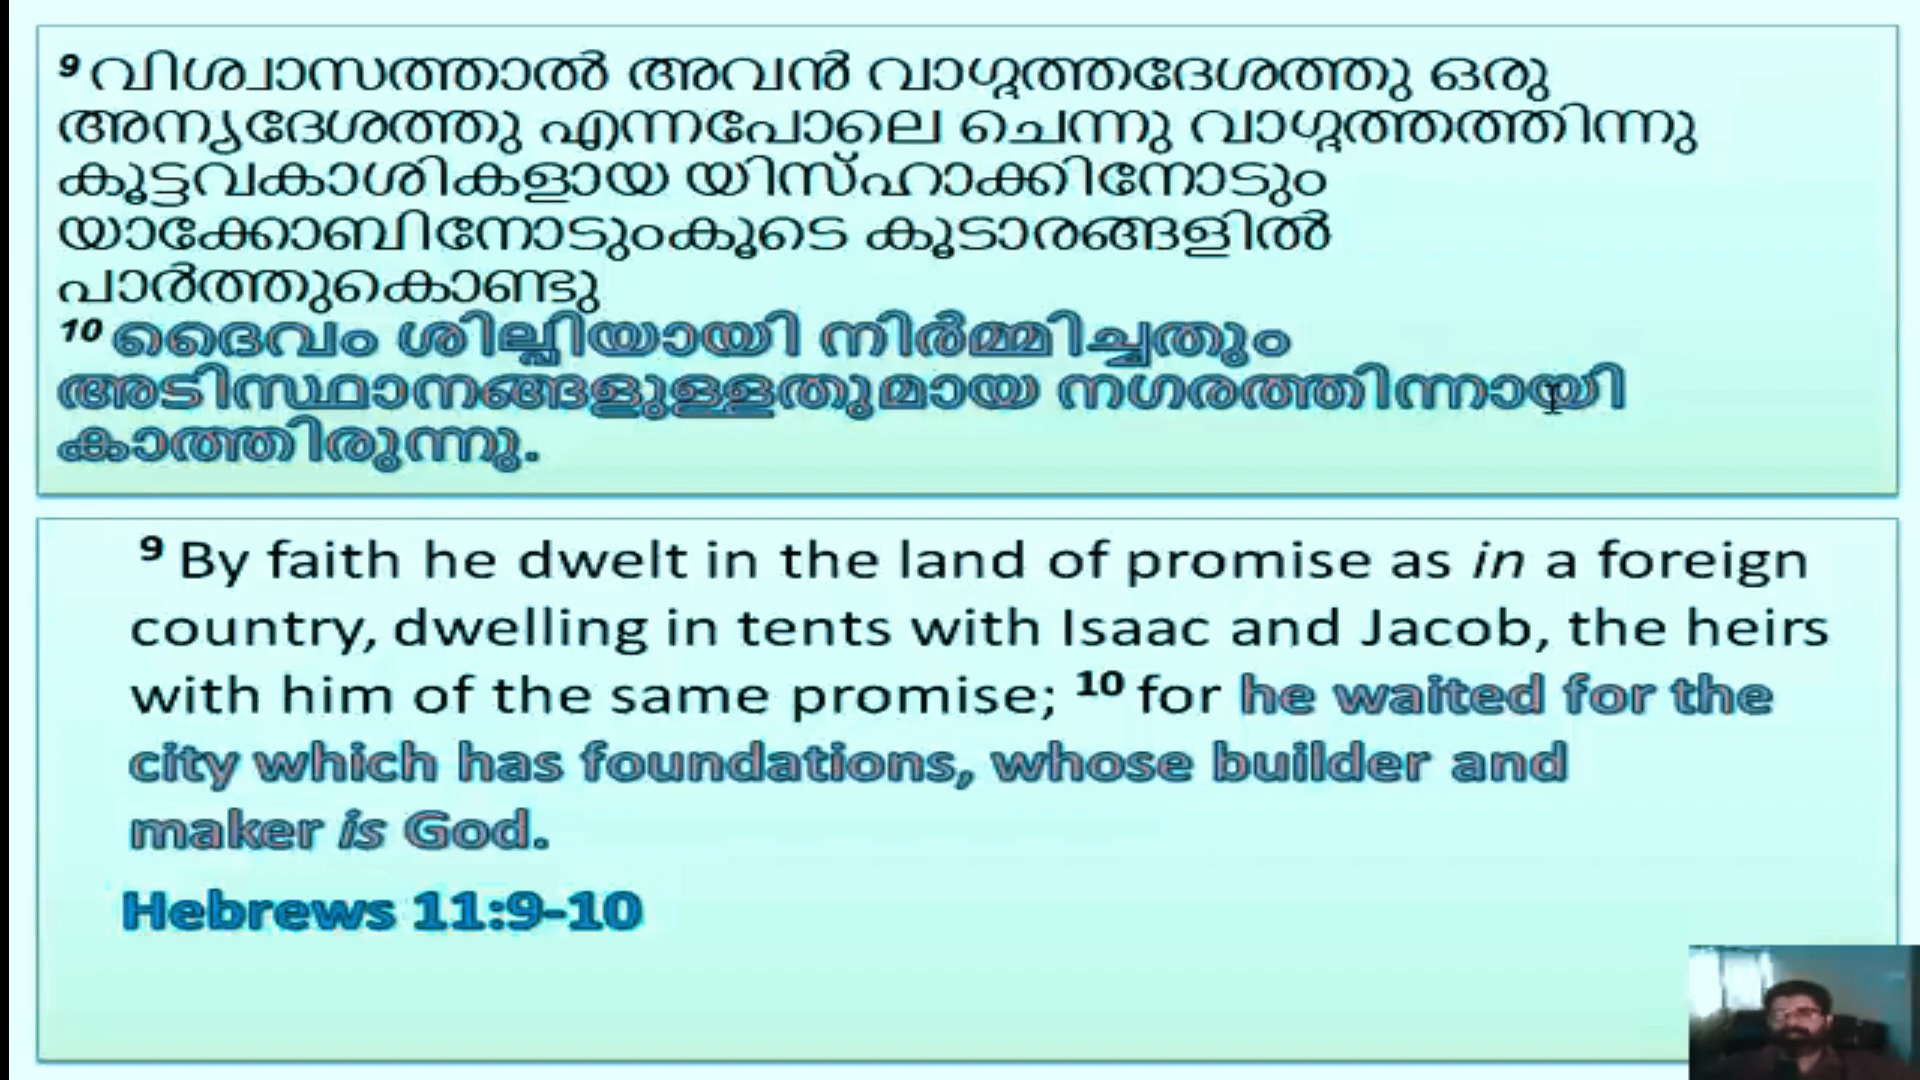 9 വിശ്വാസത്താൽ അവൻ വാഗ്ദത്തദേശത്തു ഒരു
അന്യദേശത്തു എന്നപോലെ ചെന്നു വാഗ്ദത്തത്തിന്നു
കൂട്ടവകാശികളായ യിസ്ഹാക്കിനോടും
യാക്കോബിനോടുംകൂടെ കൂടാരങ്ങളിൽ
പാർത്തുകൊണ്ടു
10 ദൈവം ശില്പിയായി നിർമ്മിച്ചതും
അടിസ്ഥാനങ്ങളുള്ളതുമായ നഗരത്തിന്നായി
കാത്തിരുന്നു.
9 By faith he dwelt in the land of promise as in a foreign
country, dwelling in tents with Isaac and Jacob, the heirs
with him of the same promise; 10 for he waited for the
city which has foundations, whose builder and
maker is God.
Hebrews 11:9-10